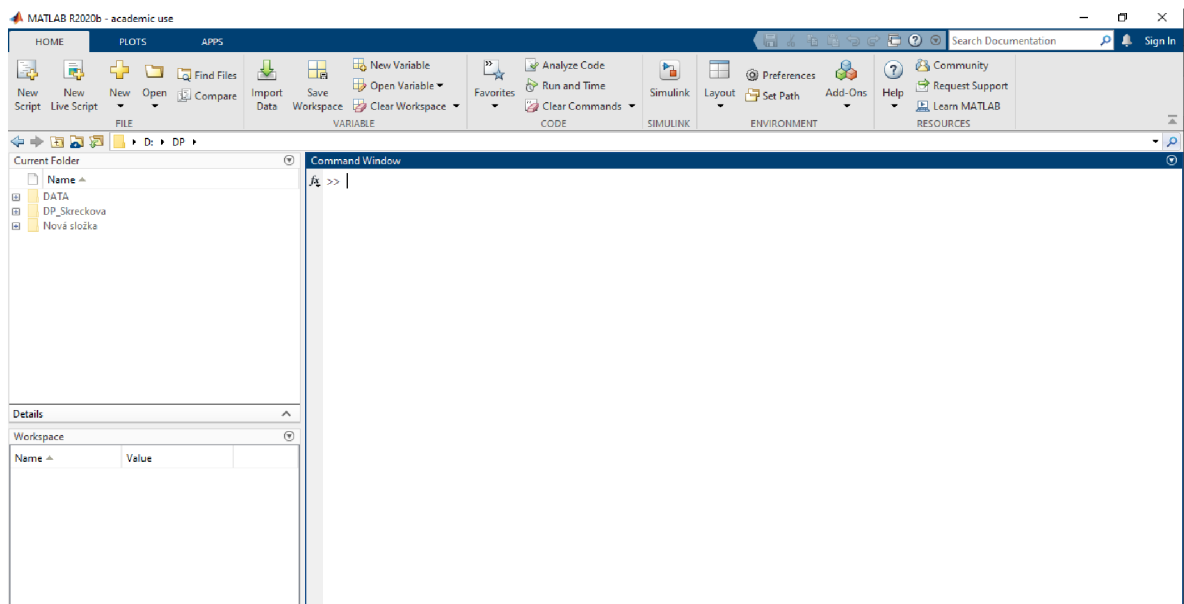 MATLAB R2020b - academic use
HOME PLOTS APPS
Search Documentation
Sign In
New Script
New Live Script
New
Open
Find Files
Compare
FILE
Import Data
Save Workspace
New Variable
Open Variable
Clear Workspace
VARIABLE
Favorites
Analyze Code
Run and Time
Clear Commands
CODE
Simulink
SIMULINK
Layout
Preferences
Set Path
Add-Ons
ENVIRONMENT
Help
Community
Request Support
Learn MATLAB
RESOURCES
D: DP
Current Folder
Name
DATA
DP_Skreckova
Nová složka
Details
Workspace
Name Value
Command Window
fx >>